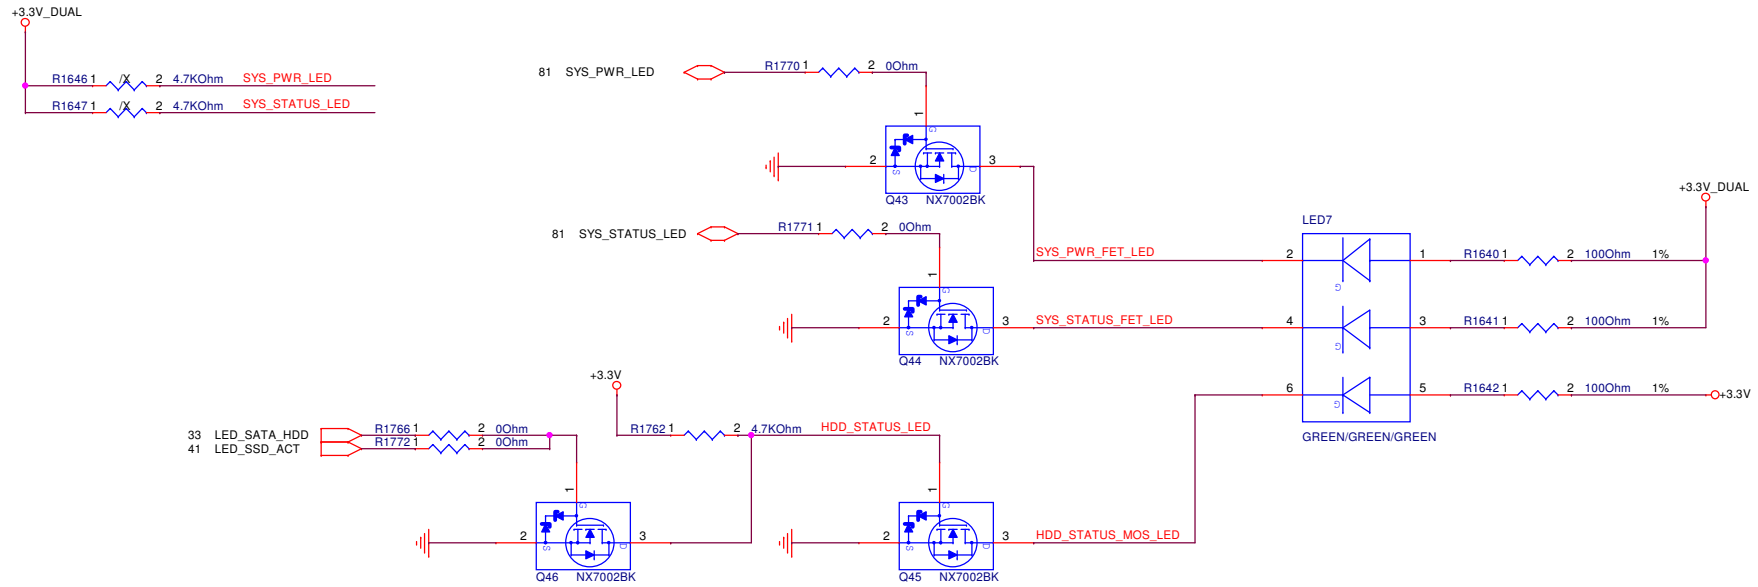 +3.3V_DUAL
R1646 1 /X 2 4.7KOhm SYS_PWR_LED
R1647 1 /X 2 4.7KOhm SYS_STATUS_LED
81 SYS_PWR_LED R1770 1 2 0Ohm
1
G
2 S D 3
Q43 NX7002BK
+3.3V_DUAL
81 SYS_STATUS_LED R1771 1 2 0Ohm
LED7
SYS_PWR_FET_LED 2 1 R1640 1 2 100Ohm 1%
G
1
G
2 S D 3 SYS_STATUS_FET_LED 4 3 R1641 1 2 100Ohm 1%
G
Q44 NX7002BK
+3.3V
6 5 R1642 1 2 100Ohm 1% +3.3V
G
33 LED_SATA_HDD R1766 1 2 0Ohm
41 LED_SSD_ACT R1772 1 2 0Ohm
R1762 1 2 4.7KOhm HDD_STATUS_LED
GREEN/GREEN/GREEN
1
G
2 S D 3
Q46 NX7002BK
1
G
2 S D 3 HDD_STATUS_MOS_LED
Q45 NX7002BK